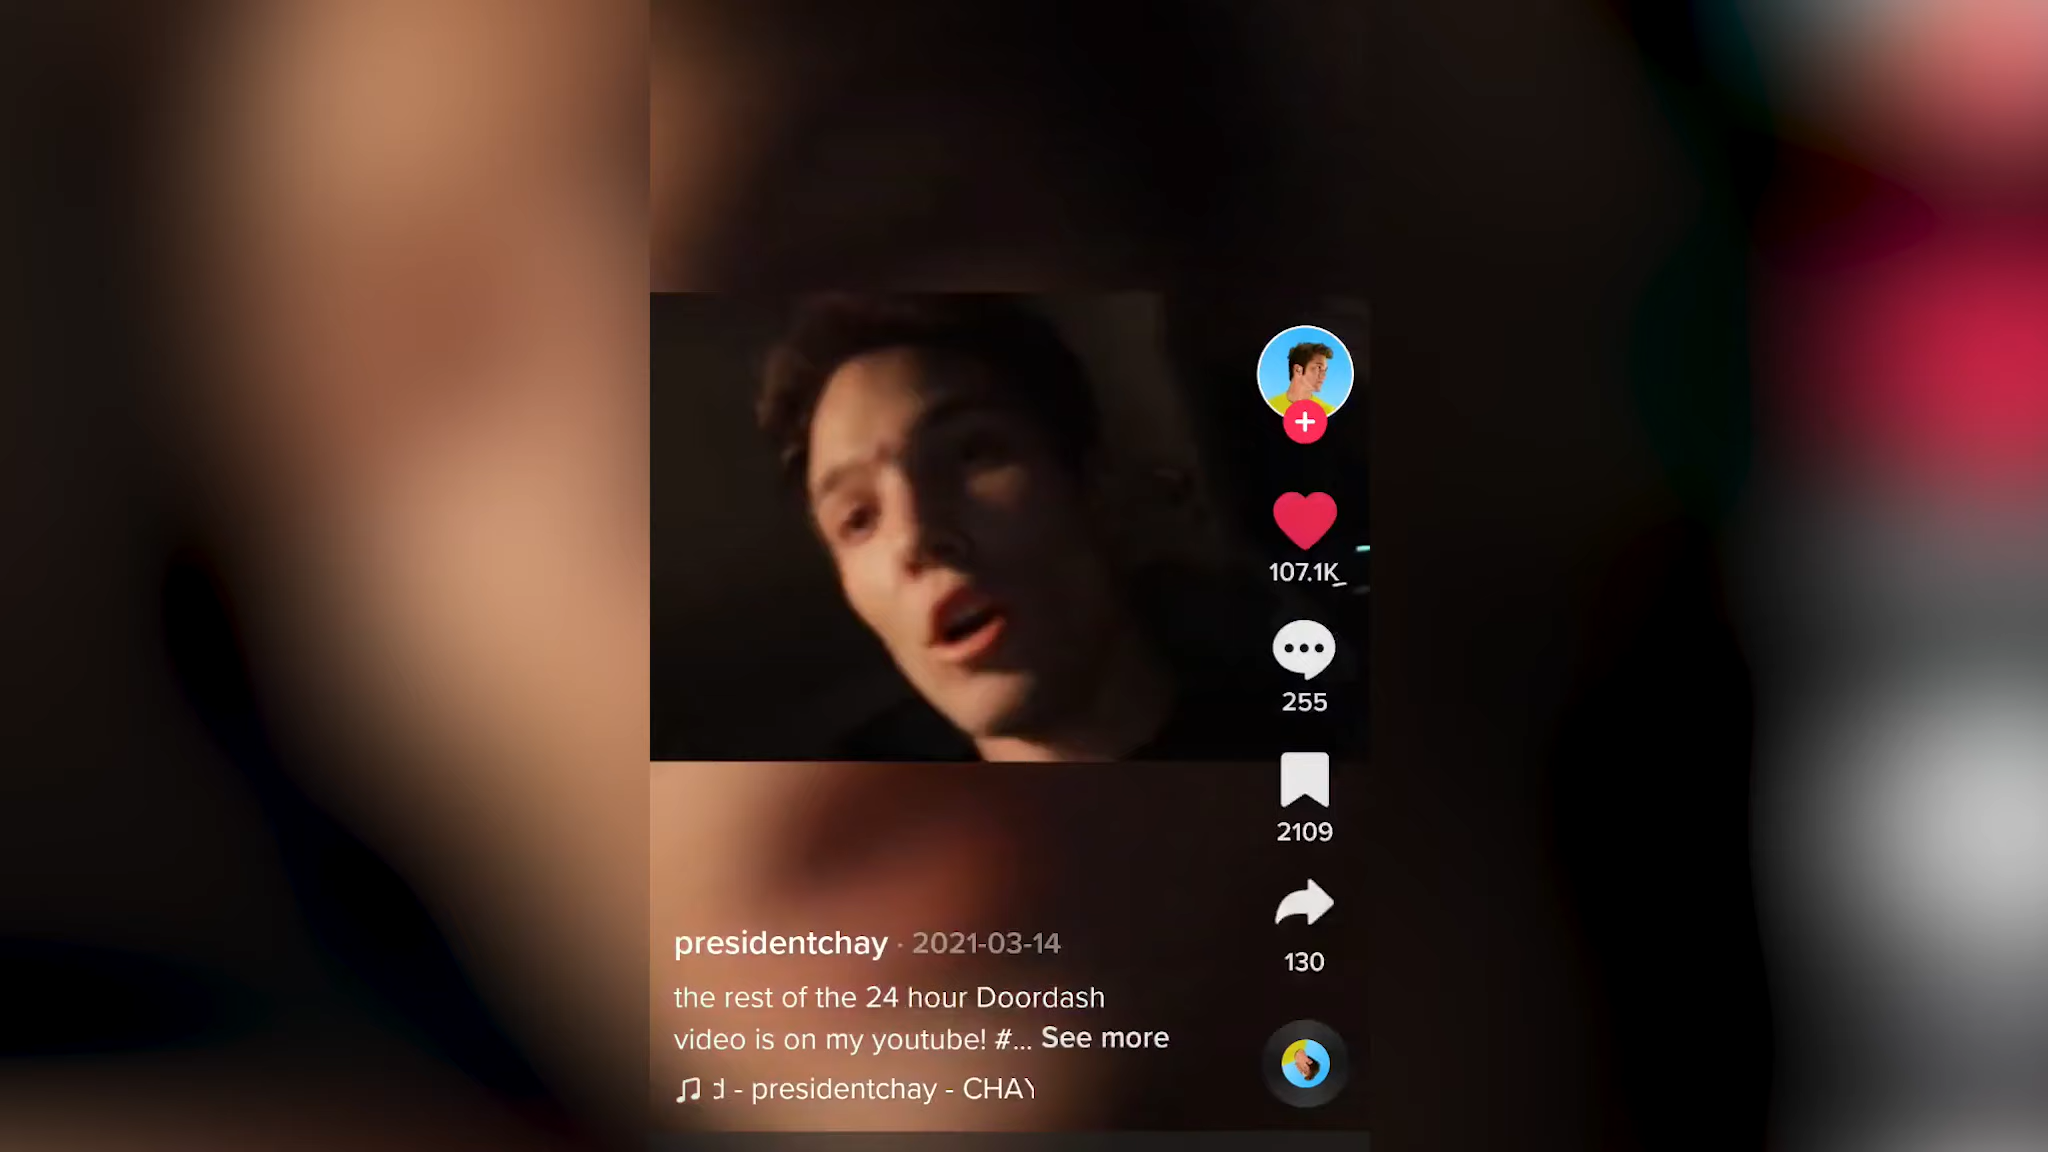 107.1K
255
2109
130
presidentchay · 2021-03-14
the rest of the 24 hour Doordash
video is on my youtube! #... See more
d - presidentchay - CHAY